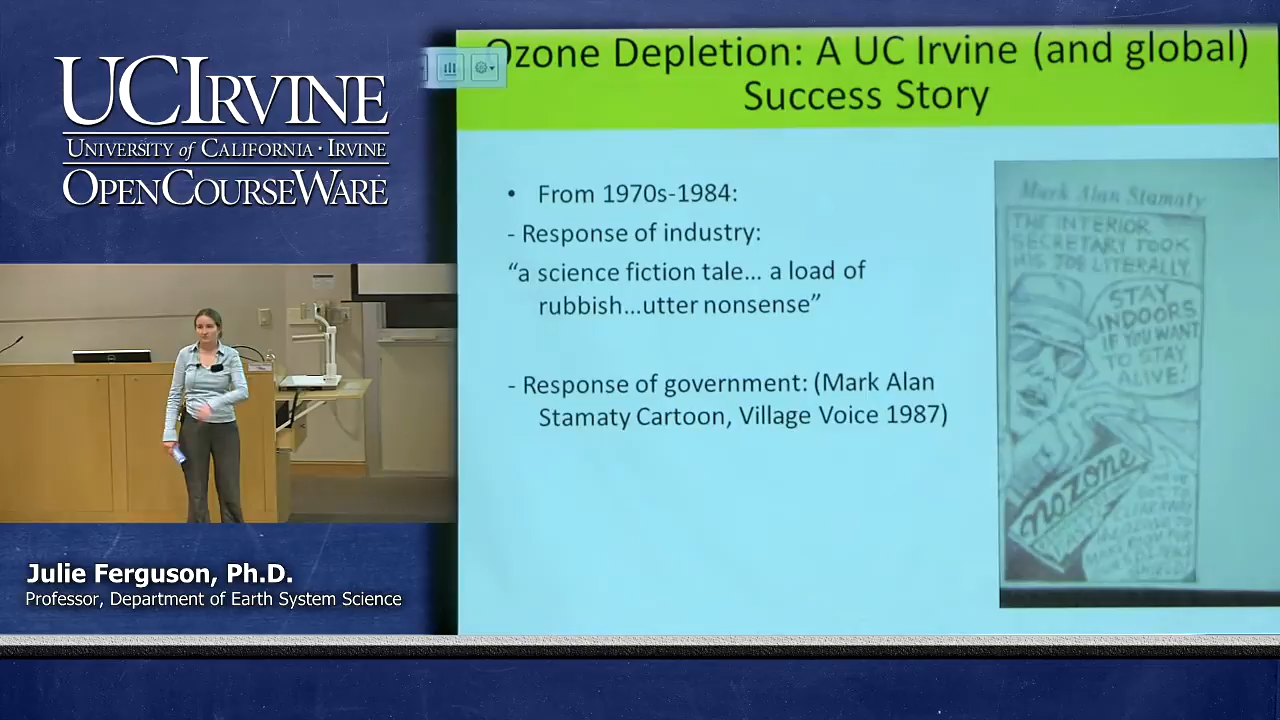 UCIRVINE
UNIVERSITY of CALIFORNIA · IRVINE
OPENCOURSEWARE
Ozone Depletion: A UC Irvine (and global)
Success Story
• From 1970s-1984:
- Response of industry:
“a science fiction tale… a load of
rubbish…utter nonsense”
- Response of government: (Mark Alan
Stamaty Cartoon, Village Voice 1987)
Mark Alan Stamaty
THE INTERIOR
SECRETARY TOOK
HIS JOB LITERALLY.
STAY
INDOORS
IF YOU WANT
TO STAY
ALIVE!
nozone
Julie Ferguson, Ph.D.
Professor, Department of Earth System Science